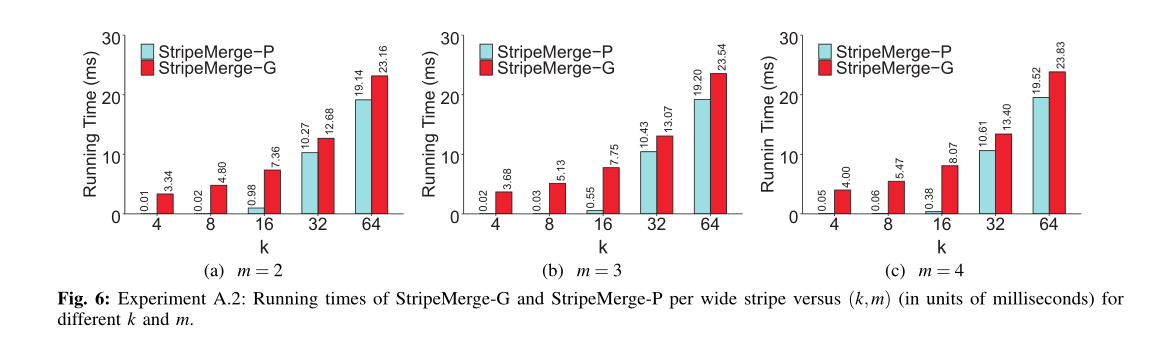 30
20
10
0
Running Time (ms)
StripeMerge−P
StripeMerge−G
0.01
3.34
0.02
4.80
0.98
7.36
10.27
12.68
19.14
23.16
4 8 16 32 64
k
(a) m = 2
30
20
10
0
Running Time (ms)
StripeMerge−P
StripeMerge−G
0.02
3.68
0.03
5.13
0.55
7.75
10.43
13.07
19.20
23.54
4 8 16 32 64
k
(b) m = 3
30
20
10
0
Runnin Time (ms)
StripeMerge−P
StripeMerge−G
0.05
4.00
0.06
5.47
0.38
8.07
10.61
13.40
19.52
23.83
4 8 16 32 64
k
(c) m = 4
Fig. 6: Experiment A.2: Running times of StripeMerge-G and StripeMerge-P per wide stripe versus (k,m) (in units of milliseconds) for
different k and m.